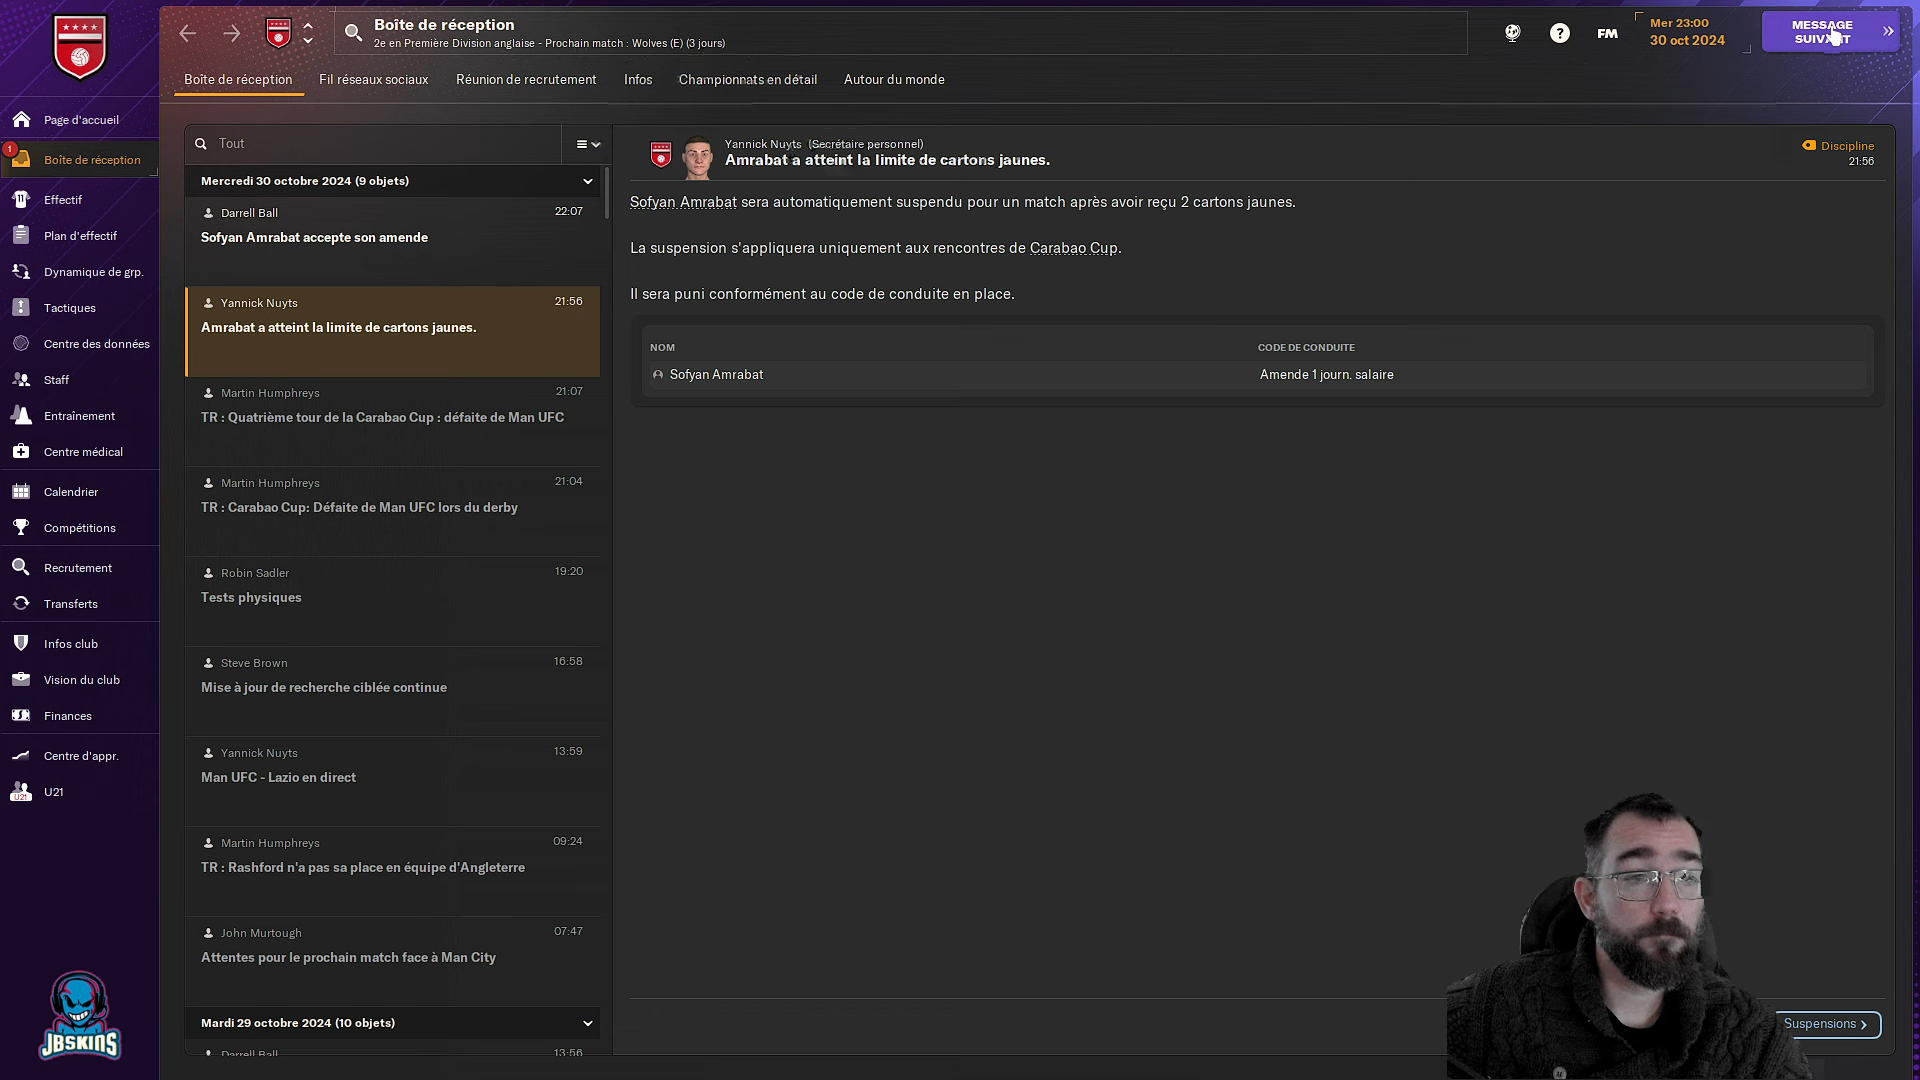 Boîte de réception
2e en Première Division anglaise - Prochain match : Wolves (E) (3 jours)
FM
Mer 23:00
30 oct 2024
MESSAGE
Boîte de réception
Fil réseaux sociaux
Réunion de recrutement
Infos
Championnats en détail
Autour du monde
Page d'accueil
1
Boîte de réception
Effectif
Plan d'effectif
Dynamique de grp.
Tactiques
Centre des données
Staff
Entraînement
Centre médical
Calendrier
Compétitions
Recrutement
Transferts
Infos club
Vision du club
Finances
Centre d'appr.
U21
U21
JBSKINS
Tout
Mercredi 30 octobre 2024 (9 objets)
Darrell Ball 22:07
Sofyan Amrabat accepte son amende
Yannick Nuyts 21:56
Amrabat a atteint la limite de cartons jaunes.
Martin Humphreys 21:07
TR : Quatrième tour de la Carabao Cup : défaite de Man UFC
Martin Humphreys 21:04
TR : Carabao Cup: Défaite de Man UFC lors du derby
Robin Sadler 19:20
Tests physiques
Steve Brown 16:58
Mise à jour de recherche ciblée continue
Yannick Nuyts 13:59
Man UFC - Lazio en direct
Martin Humphreys 09:24
TR : Rashford n'a pas sa place en équipe d'Angleterre
John Murtough 07:47
Attentes pour le prochain match face à Man City
Mardi 29 octobre 2024 (10 objets)
Darrell Ball 13:56
Yannick Nuyts (Secrétaire personnel)
Amrabat a atteint la limite de cartons jaunes.
Discipline
21:56
Sofyan Amrabat sera automatiquement suspendu pour un match après avoir reçu 2 cartons jaunes.
La suspension s'appliquera uniquement aux rencontres de Carabao Cup.
Il sera puni conformément au code de conduite en place.
NOM CODE DE CONDUITE
Sofyan Amrabat Amende 1 journ. salaire
Suspensions